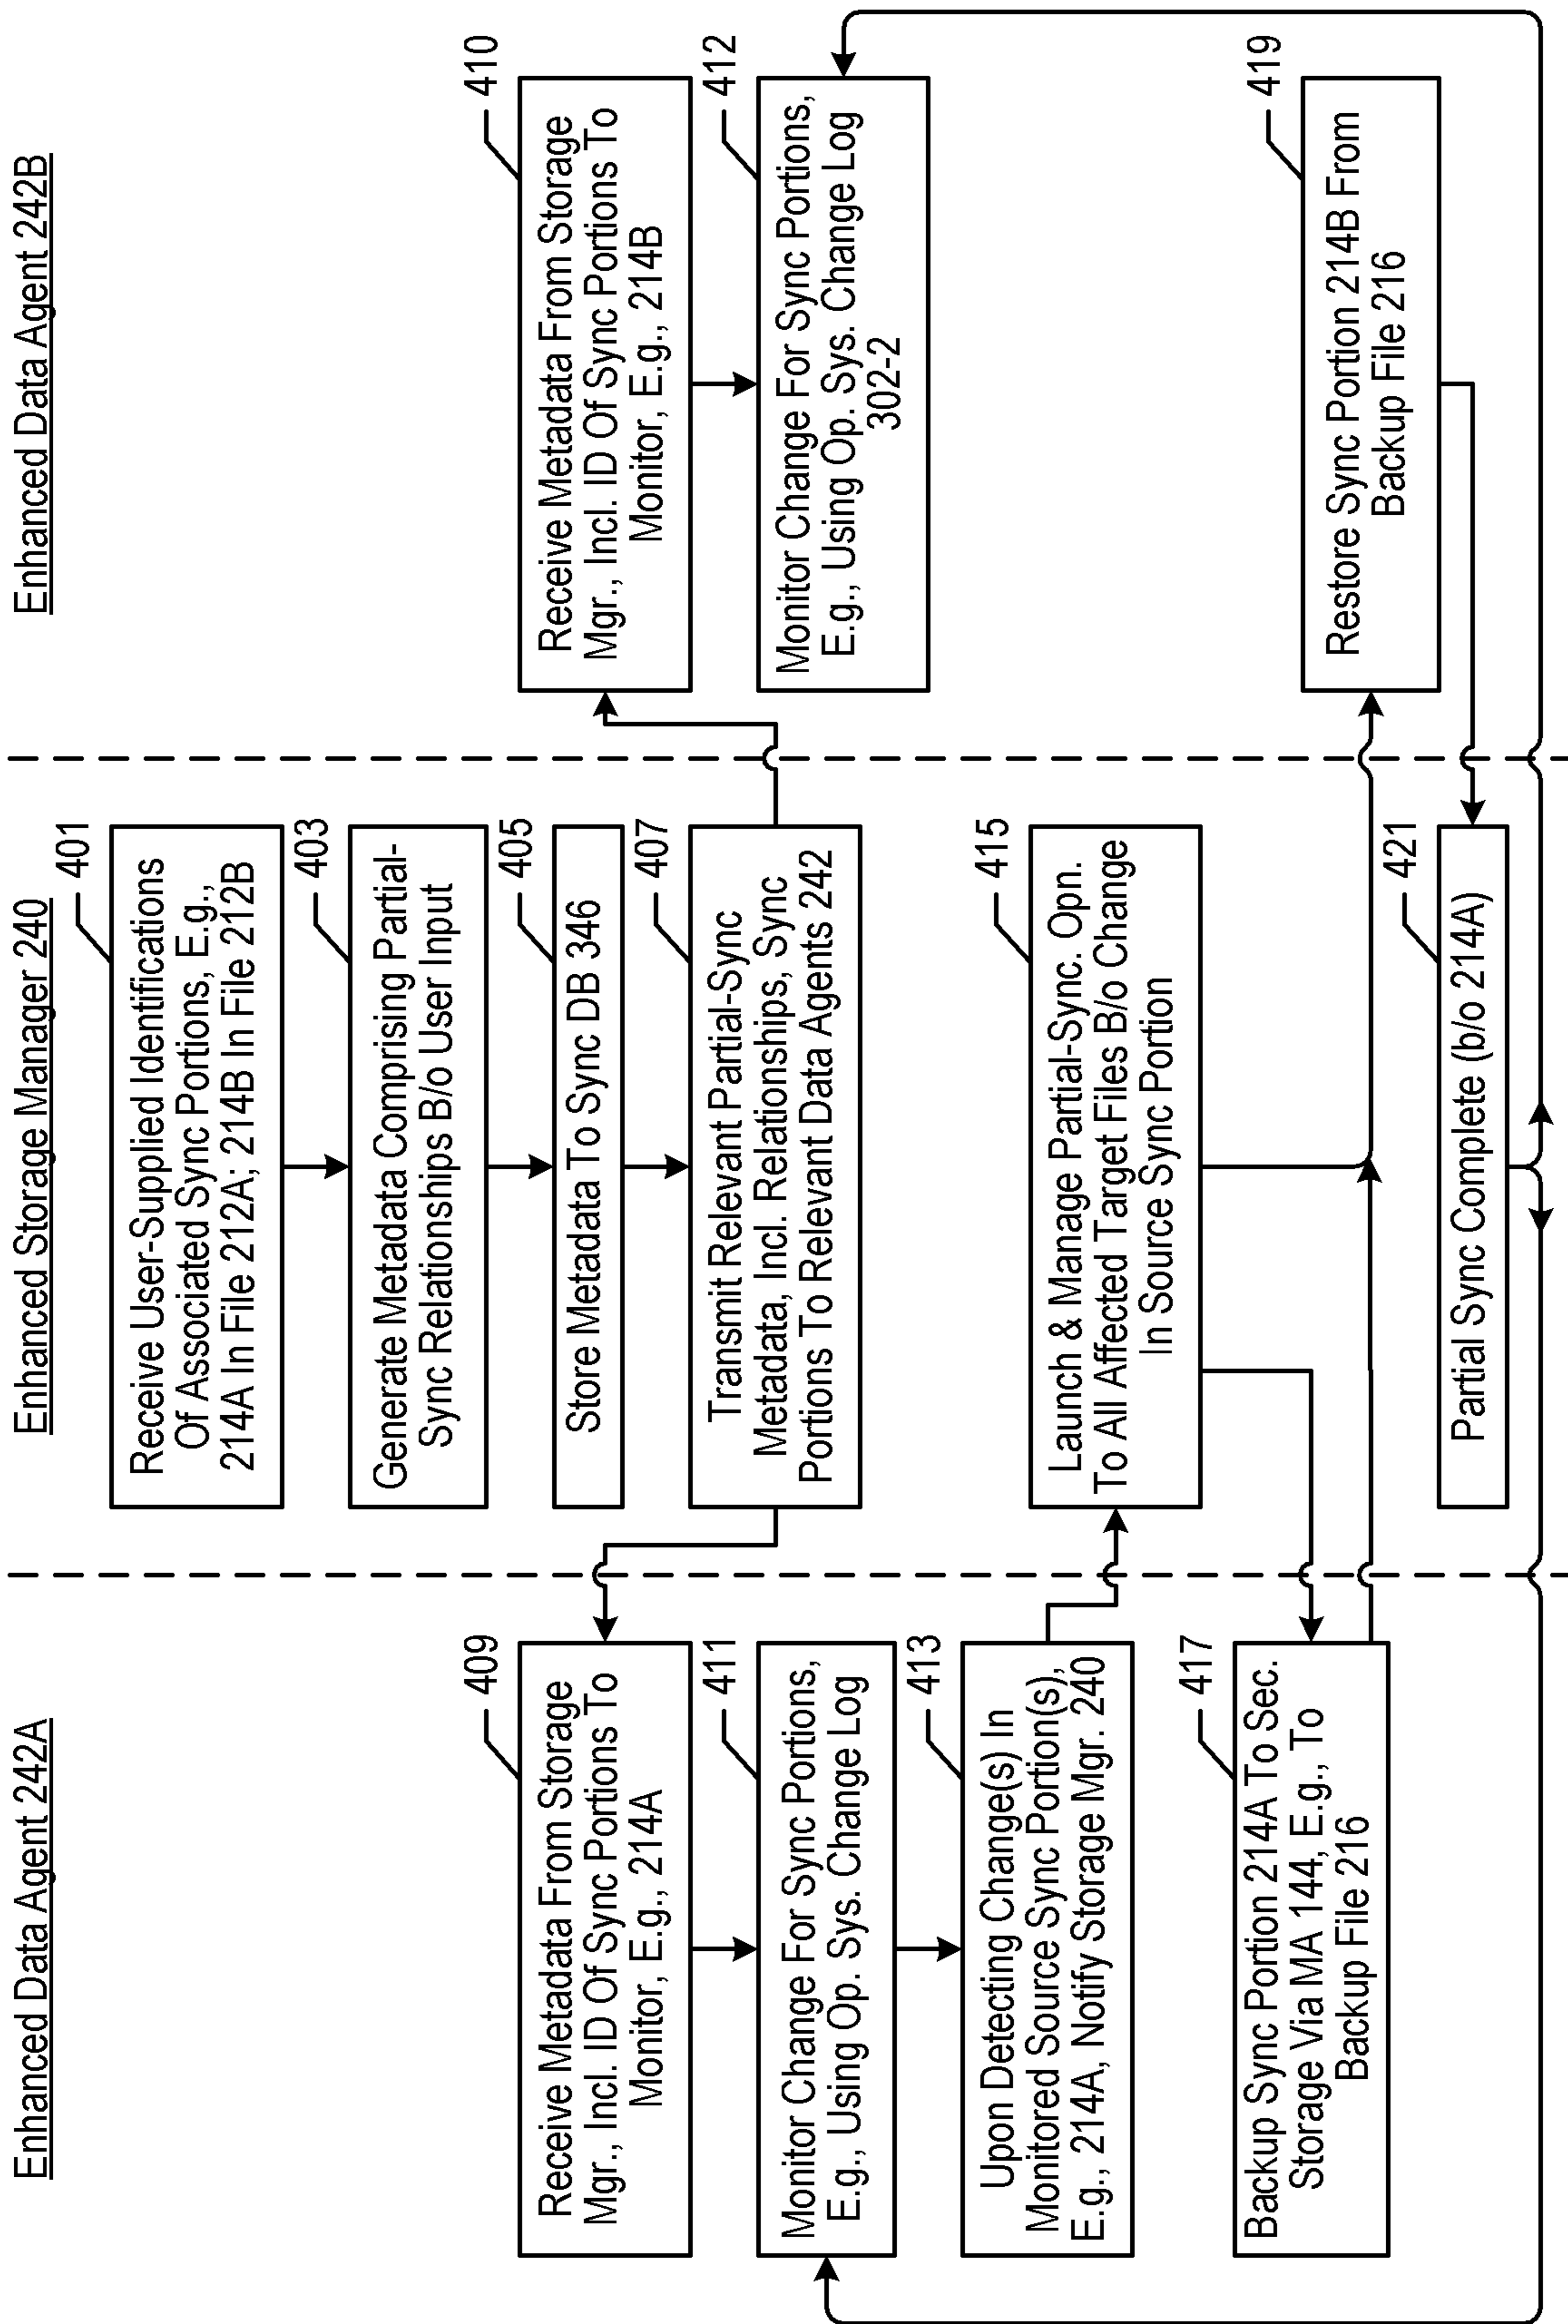 Enhanced Data Agent 242A
Enhanced Storage Manager 240
Enhanced Data Agent 242B
401
Receive User-Supplied Identifications
Of Associated Sync Portions, E.g.,
214A In File 212A; 214B In File 212B
403
Generate Metadata Comprising Partial-
Sync Relationships B/o User Input
405
Store Metadata To Sync DB 346
407
Transmit Relevant Partial-Sync
Metadata, Incl. Relationships, Sync
Portions To Relevant Data Agents 242
409
Receive Metadata From Storage
Mgr., Incl. ID Of Sync Portions To
Monitor, E.g., 214A
410
Receive Metadata From Storage
Mgr., Incl. ID Of Sync Portions To
Monitor, E.g., 214B
411
Monitor Change For Sync Portions,
E.g., Using Op. Sys. Change Log
412
Monitor Change For Sync Portions,
E.g., Using Op. Sys. Change Log
302-2
413
Upon Detecting Change(s) In
Monitored Source Sync Portion(s),
E.g., 214A, Notify Storage Mgr. 240
415
Launch & Manage Partial-Sync. Opn.
To All Affected Target Files B/o Change
In Source Sync Portion
417
Backup Sync Portion 214A To Sec.
Storage Via MA 144, E.g., To
Backup File 216
419
Restore Sync Portion 214B From
Backup File 216
421
Partial Sync Complete (b/o 214A)